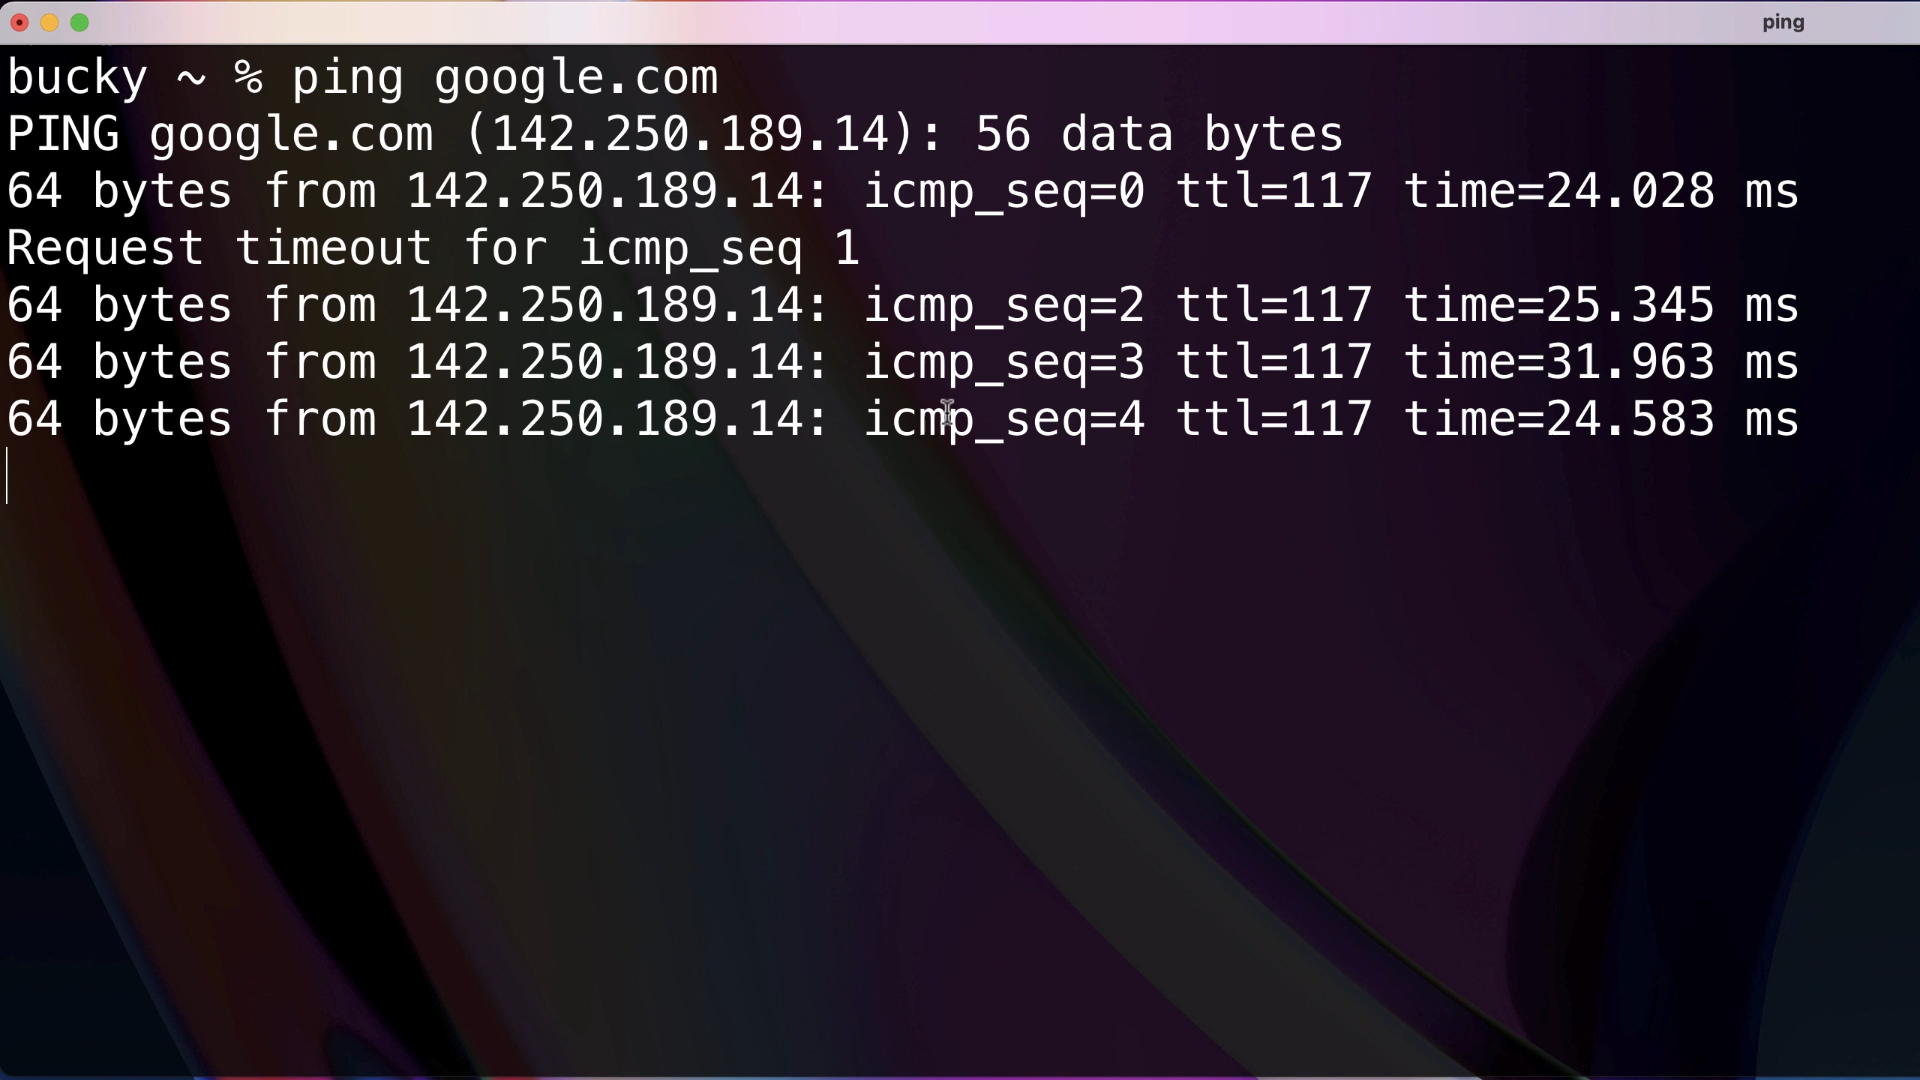 ping
bucky ~ % ping google.com
PING google.com (142.250.189.14): 56 data bytes
64 bytes from 142.250.189.14: icmp_seq=0 ttl=117 time=24.028 ms
Request timeout for icmp_seq 1
64 bytes from 142.250.189.14: icmp_seq=2 ttl=117 time=25.345 ms
64 bytes from 142.250.189.14: icmp_seq=3 ttl=117 time=31.963 ms
64 bytes from 142.250.189.14: icmp_seq=4 ttl=117 time=24.583 ms